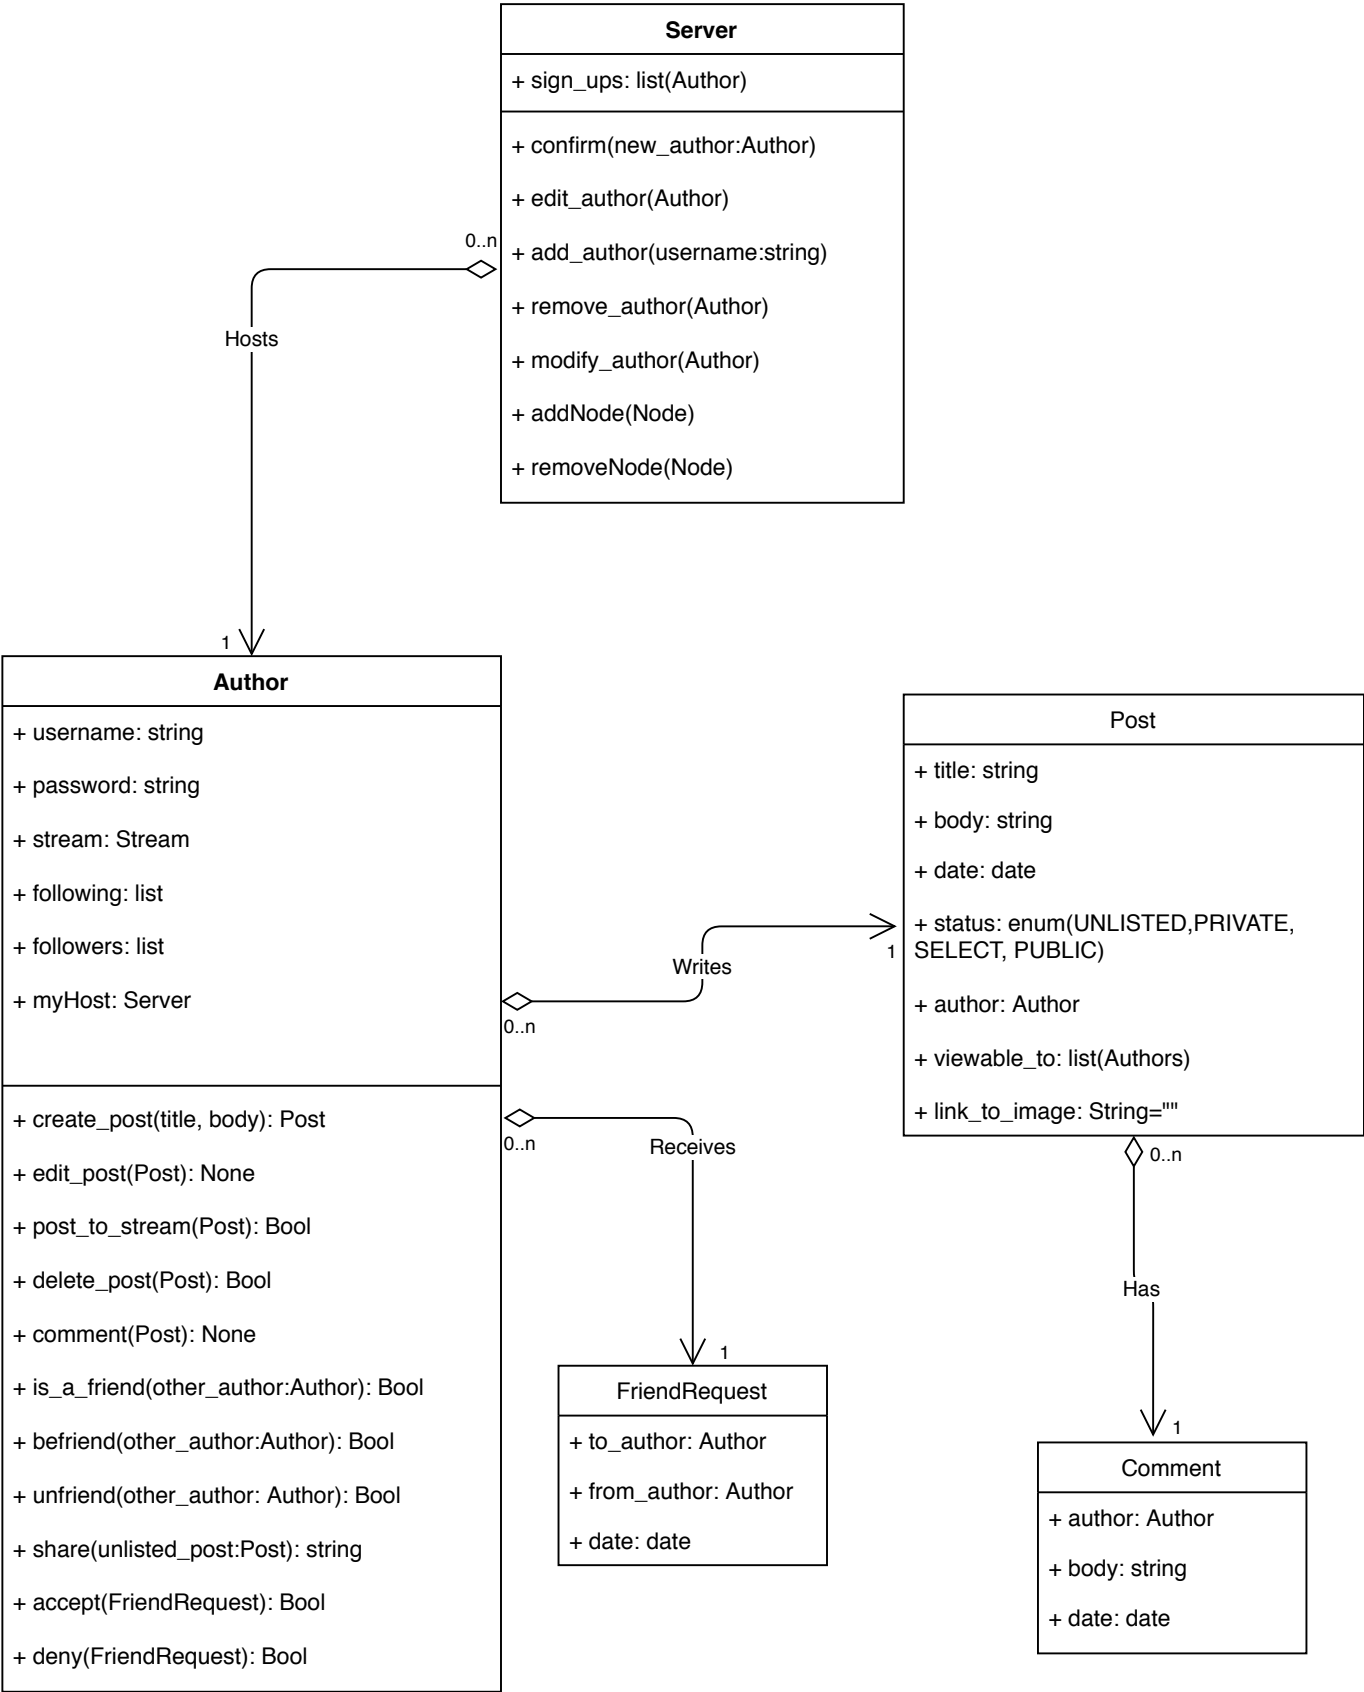 Server
+ sign_ups: list(Author)
+ confirm(new_author:Author)
+ edit_author(Author)
+ add_author(username:string)
+ remove_author(Author)
+ modify_author(Author)
+ addNode(Node)
+ removeNode(Node)
0..n
Hosts
1
Author
+ username: string
+ password: string
+ stream: Stream
+ following: list
+ followers: list
+ myHost: Server
+ create_post(title, body): Post
+ edit_post(Post): None
+ post_to_stream(Post): Bool
+ delete_post(Post): Bool
+ comment(Post): None
+ is_a_friend(other_author:Author): Bool
+ befriend(other_author:Author): Bool
+ unfriend(other_author: Author): Bool
+ share(unlisted_post:Post): string
+ accept(FriendRequest): Bool
+ deny(FriendRequest): Bool
0..n
Writes
1
Post
+ title: string
+ body: string
+ date: date
+ status: enum(UNLISTED,PRIVATE,
SELECT, PUBLIC)
+ author: Author
+ viewable_to: list(Authors)
+ link_to_image: String=""
0..n
Receives
1
FriendRequest
+ to_author: Author
+ from_author: Author
+ date: date
0..n
Has
1
Comment
+ author: Author
+ body: string
+ date: date